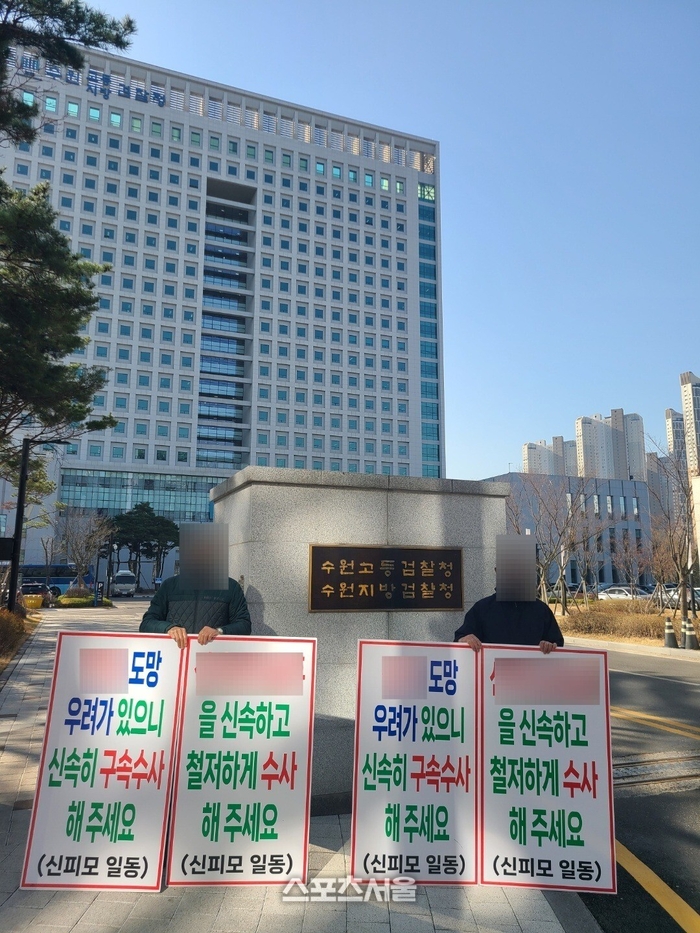 수원고등검찰청
수원지방검찰청
도망
우려가 있으니
신속히 구속수사
해 주세요
(신피모 일동)
을 신속하고
철저하게 수사
해 주세요
(신피모 일동)
도망
우려가 있으니
신속히 구속수사
해 주세요
(신피모 일동)
을 신속하고
철저하게 수사
해 주세요
(신피모 일동)
스포츠서울